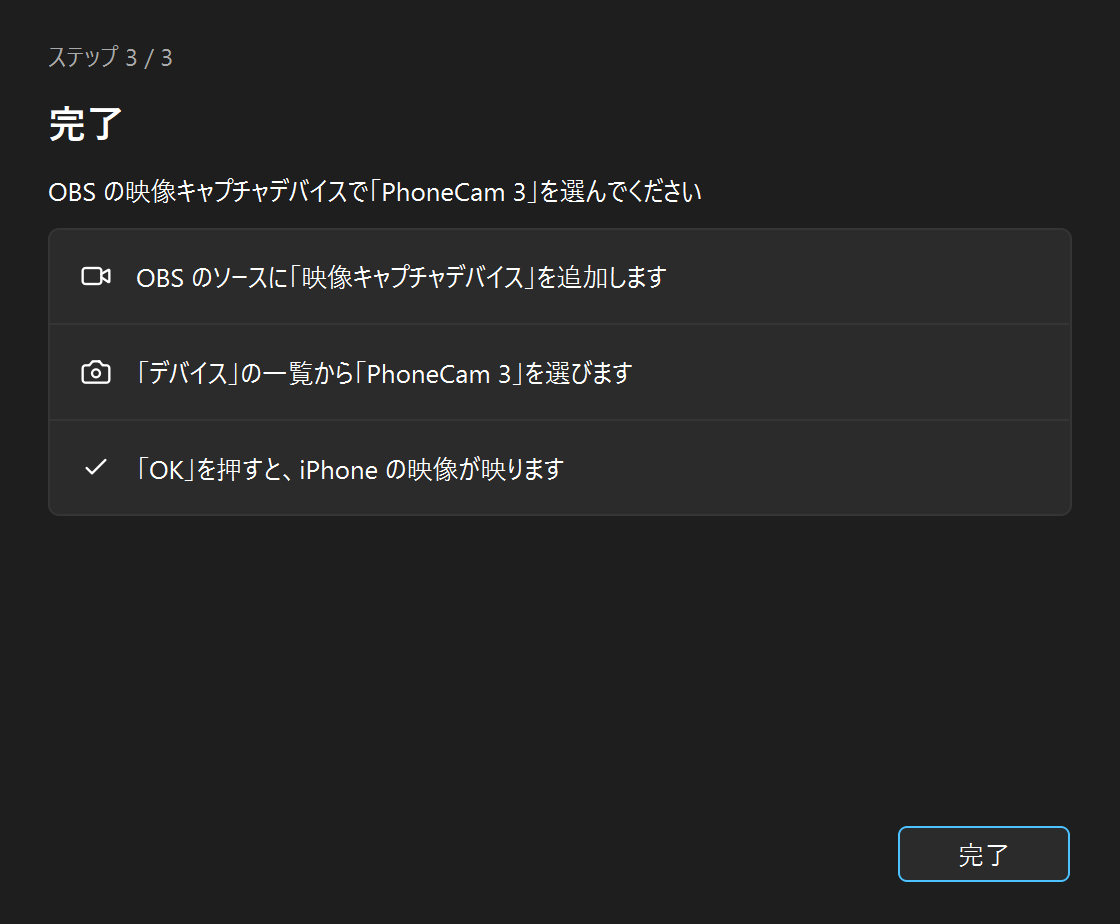 ステップ 3 / 3
完了
OBS の映像キャプチャデバイスで「PhoneCam 3」を選んでください
OBS のソースに「映像キャプチャデバイス」を追加します
「デバイス」の一覧から「PhoneCam 3」を選びます
「OK」を押すと、iPhone の映像が映ります
完了